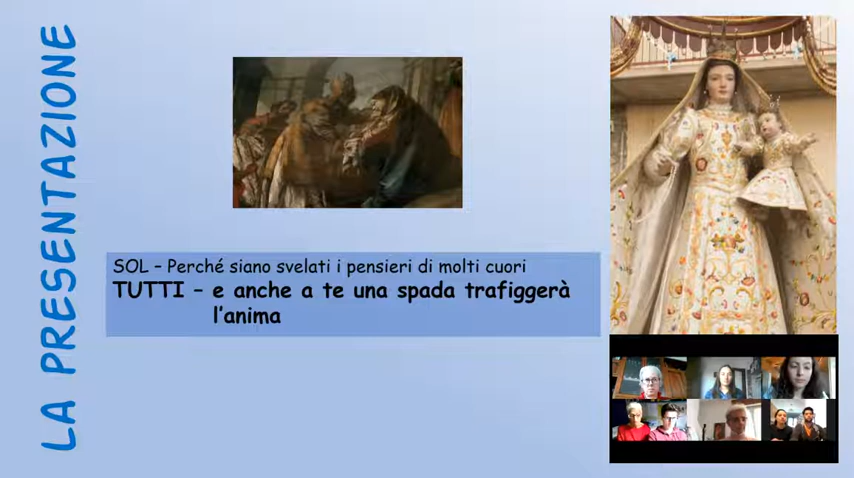 LA PRESENTAZIONE
SOL – Perché siano svelati i pensieri di molti cuori
TUTTI – e anche a te una spada trafiggerà
l'anima